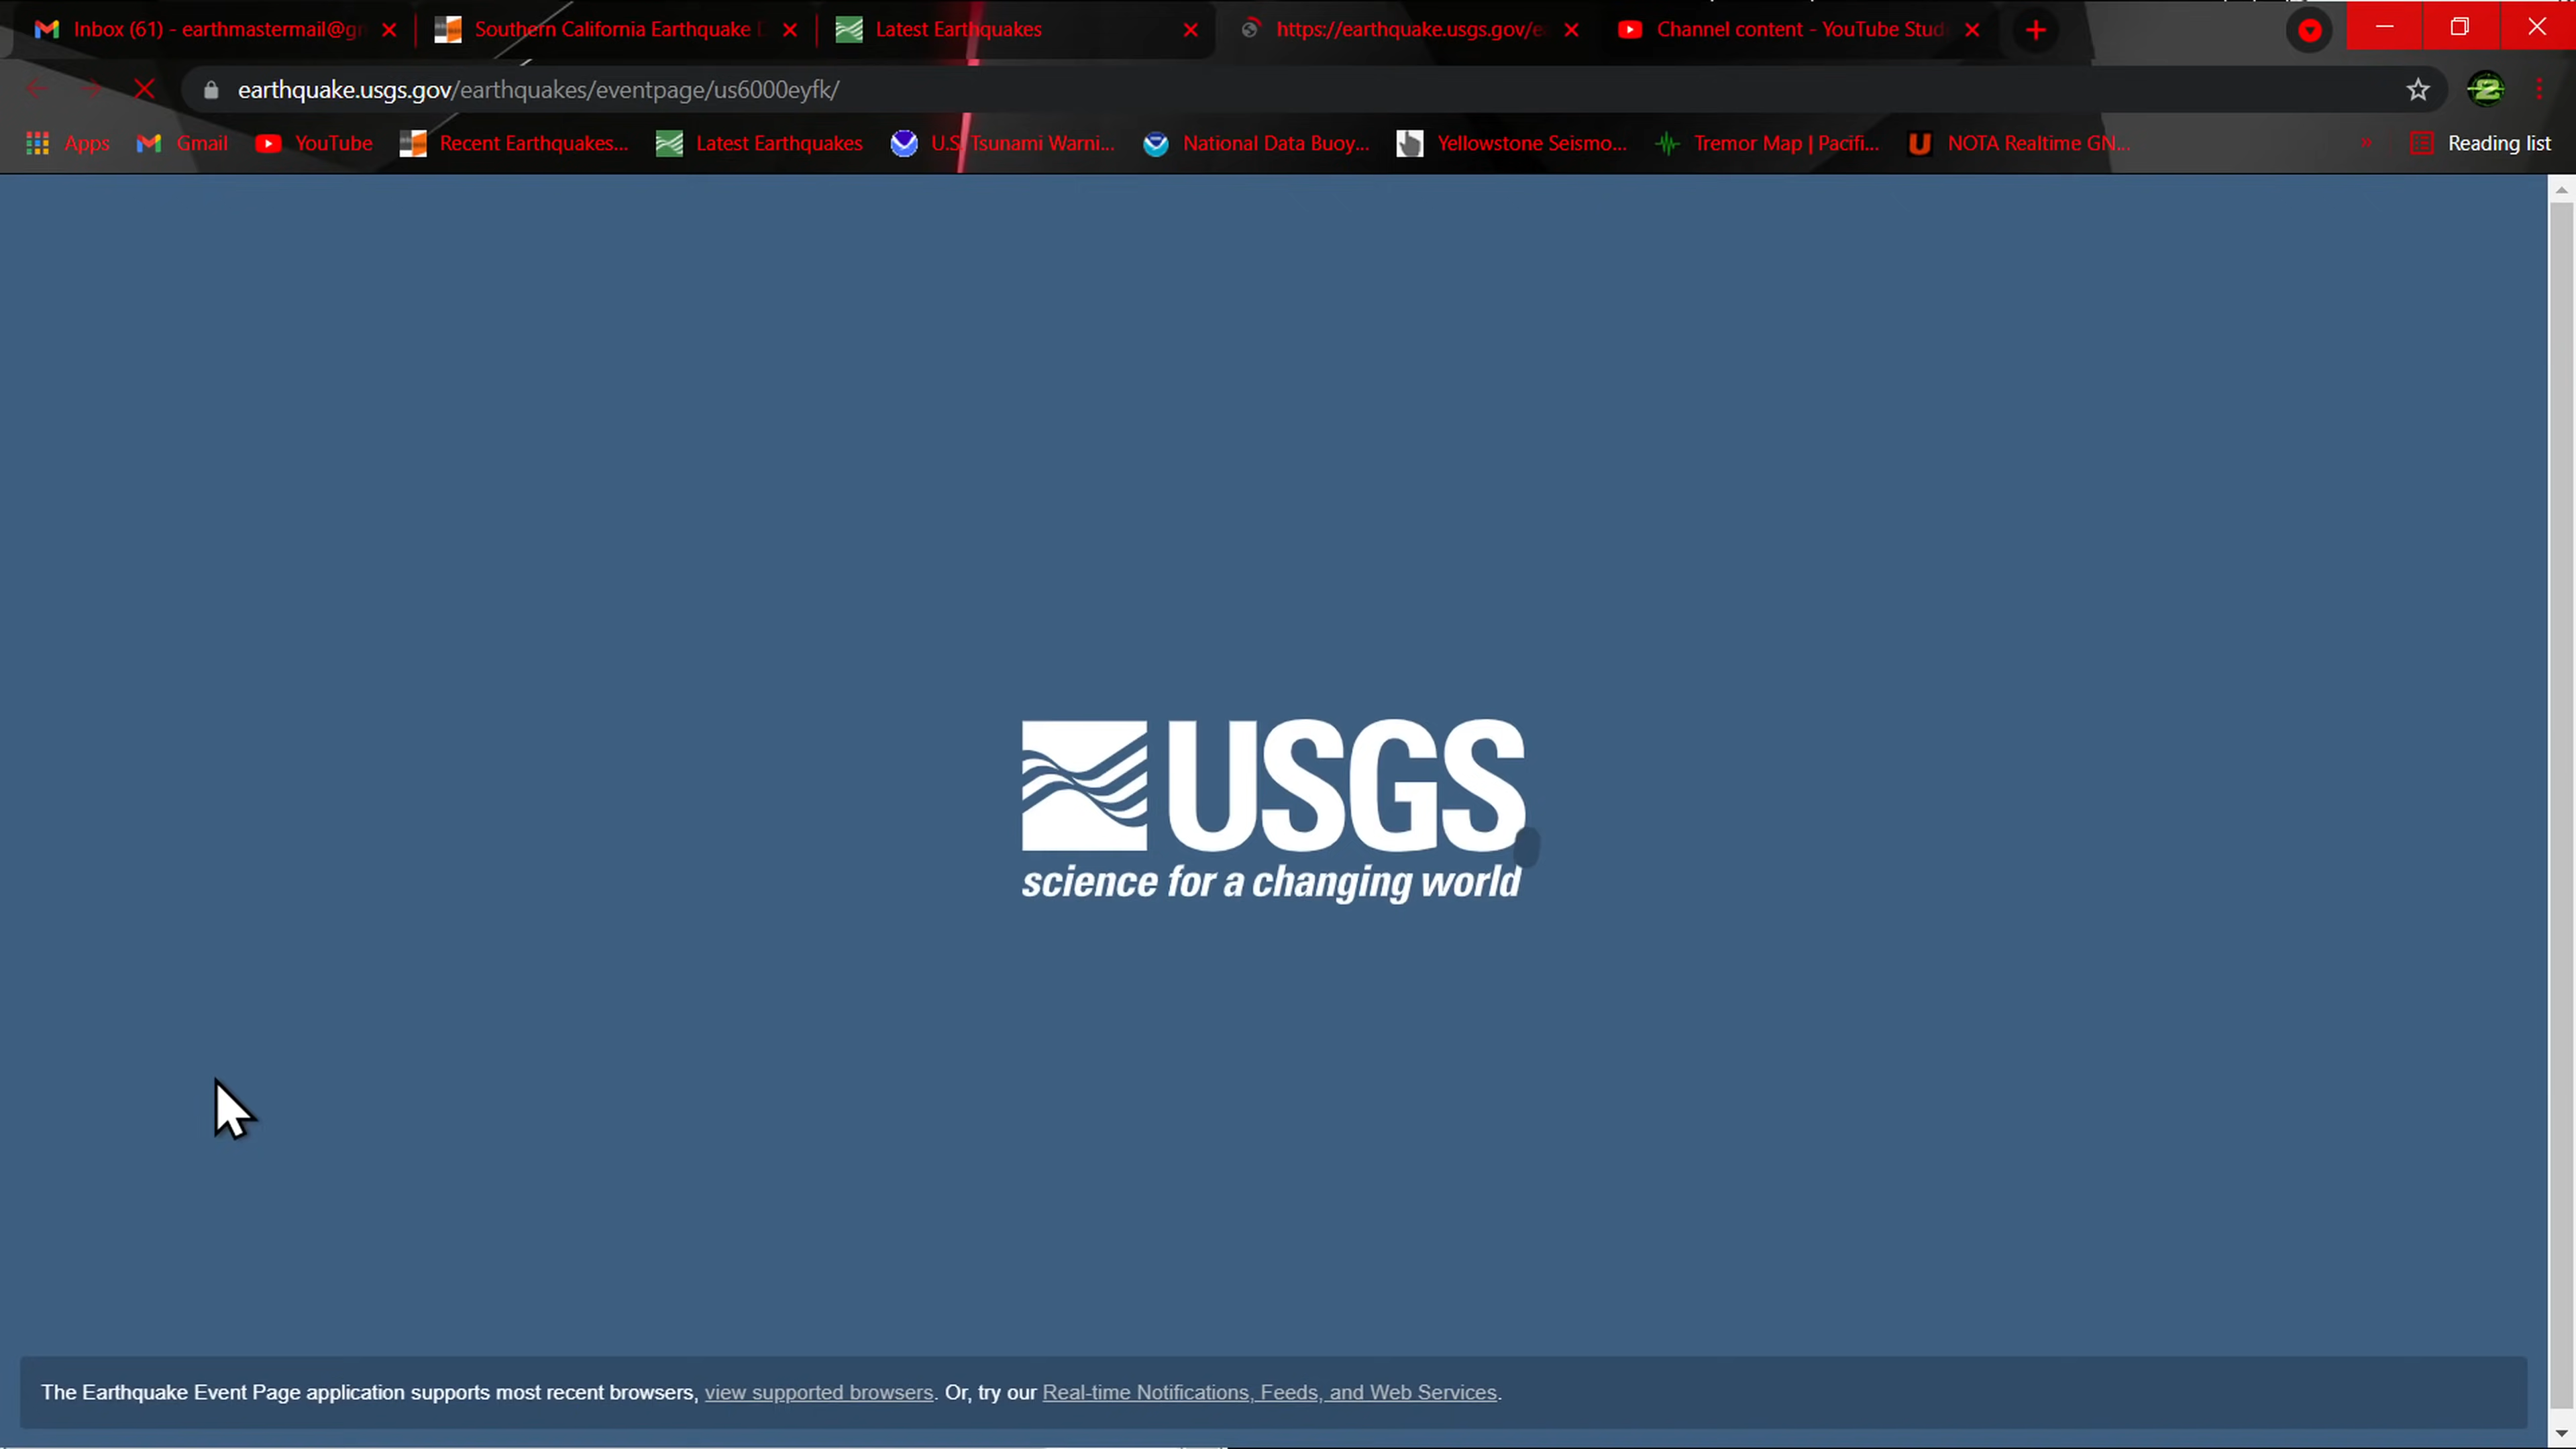 Inbox (61) - earthmastermail@gm
Southern California Earthquake D
Latest Earthquakes
https://earthquake.usgs.gov/ea
Channel content - YouTube Stud
earthquake.usgs.gov/earthquakes/eventpage/us6000eyfk/
Apps
Gmail
YouTube
Recent Earthquakes...
Latest Earthquakes
U.S. Tsunami Warni...
National Data Buoy...
Yellowstone Seismo...
Tremor Map | Pacifi...
NOTA Realtime GN...
»
Reading list
USGS
science for a changing world
The Earthquake Event Page application supports most recent browsers, view supported browsers. Or, try our Real-time Notifications, Feeds, and Web Services.